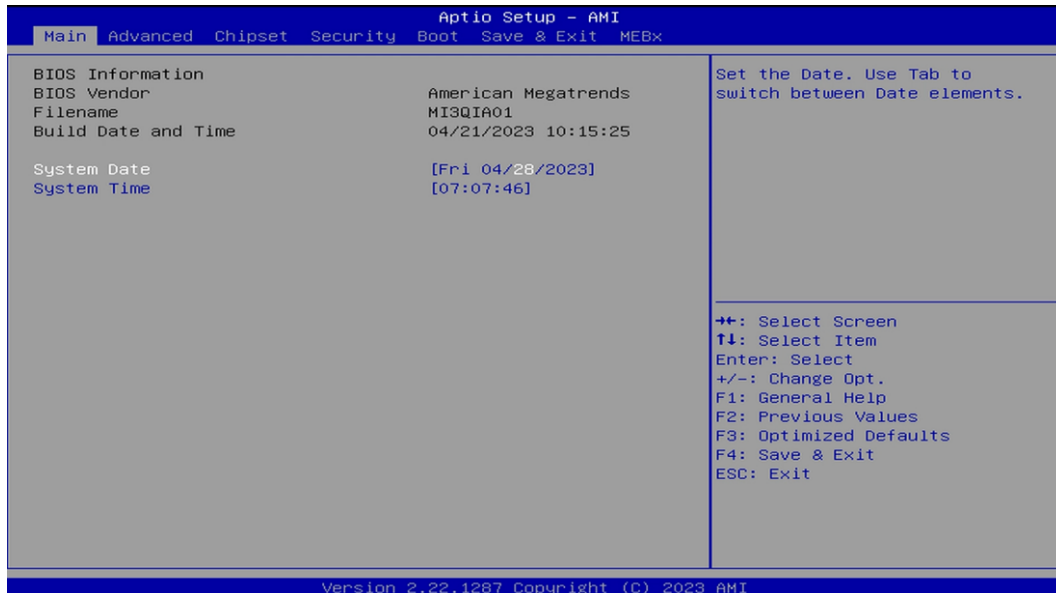 Aptio Setup – AMI
Main Advanced Chipset Security Boot Save & Exit MEBx
BIOS Information
BIOS Vendor American Megatrends
Filename MI3QIA01
Build Date and Time 04/21/2023 10:15:25
System Date [Fri 04/28/2023]
System Time [07:07:46]
Set the Date. Use Tab to
switch between Date elements.
→←: Select Screen
↑↓: Select Item
Enter: Select
+/-: Change Opt.
F1: General Help
F2: Previous Values
F3: Optimized Defaults
F4: Save & Exit
ESC: Exit
Version 2.22.1287 Copyright (C) 2023 AMI